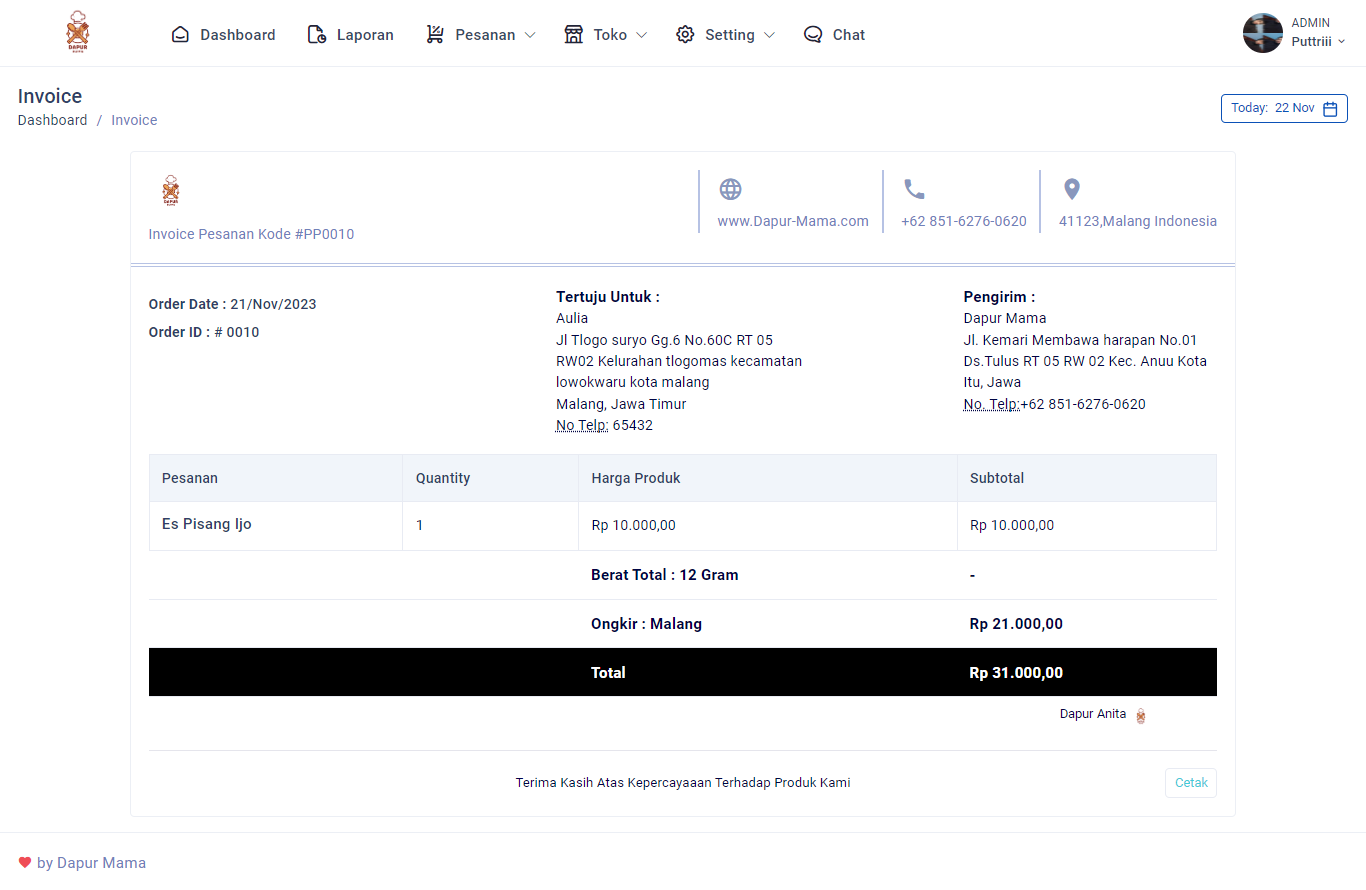 DAPUR
Dashboard
Laporan
Pesanan
Toko
Setting
Chat
ADMIN
Puttriii
Invoice
Dashboard / Invoice
Today: 22 Nov
DAPUR
Invoice Pesanan Kode #PP0010
www.Dapur-Mama.com
+62 851-6276-0620
41123,Malang Indonesia
Order Date : 21/Nov/2023
Order ID : # 0010
Tertuju Untuk :
Aulia
Jl Tlogo suryo Gg.6 No.60C RT 05
RW02 Kelurahan tlogomas kecamatan
lowokwaru kota malang
Malang, Jawa Timur
No Telp: 65432
Pengirim :
Dapur Mama
Jl. Kemari Membawa harapan No.01
Ds.Tulus RT 05 RW 02 Kec. Anuu Kota
Itu, Jawa
No. Telp:+62 851-6276-0620
Pesanan Quantity Harga Produk Subtotal
Es Pisang Ijo 1 Rp 10.000,00 Rp 10.000,00
Berat Total : 12 Gram -
Ongkir : Malang Rp 21.000,00
Total Rp 31.000,00
Dapur Anita
Terima Kasih Atas Kepercayaaan Terhadap Produk Kami
Cetak
by Dapur Mama